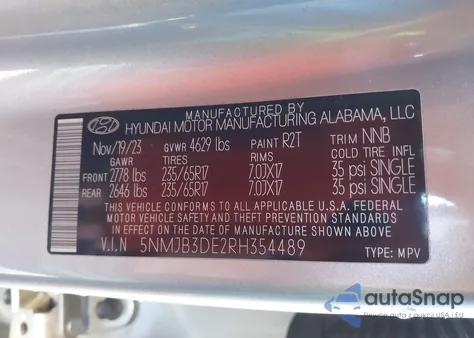 MANUFACTURED BY
HYUNDAI MOTOR MANUFACTURING ALABAMA, LLC
Nov/19/23 GVWR 4629 lbs PAINT R2T TRIM NNB
GAWR TIRES RIMS COLD TIRE INFL
FRONT 2778 lbs 235/65R17 7.0JX17 35 psi SINGLE
REAR 2646 lbs 235/65R17 7.0JX17 35 psi SINGLE
THIS VEHICLE CONFORMS TO ALL APPLICABLE U.S.A. FEDERAL
MOTOR VEHICLE SAFETY AND THEFT PREVENTION STANDARDS
IN EFFECT ON THE DATE OF MANUFACTURE SHOWN ABOVE.
V.I.N 5NMJB3DE2RH354489 TYPE: MPV
autoSnap
aukcji z USA i EU